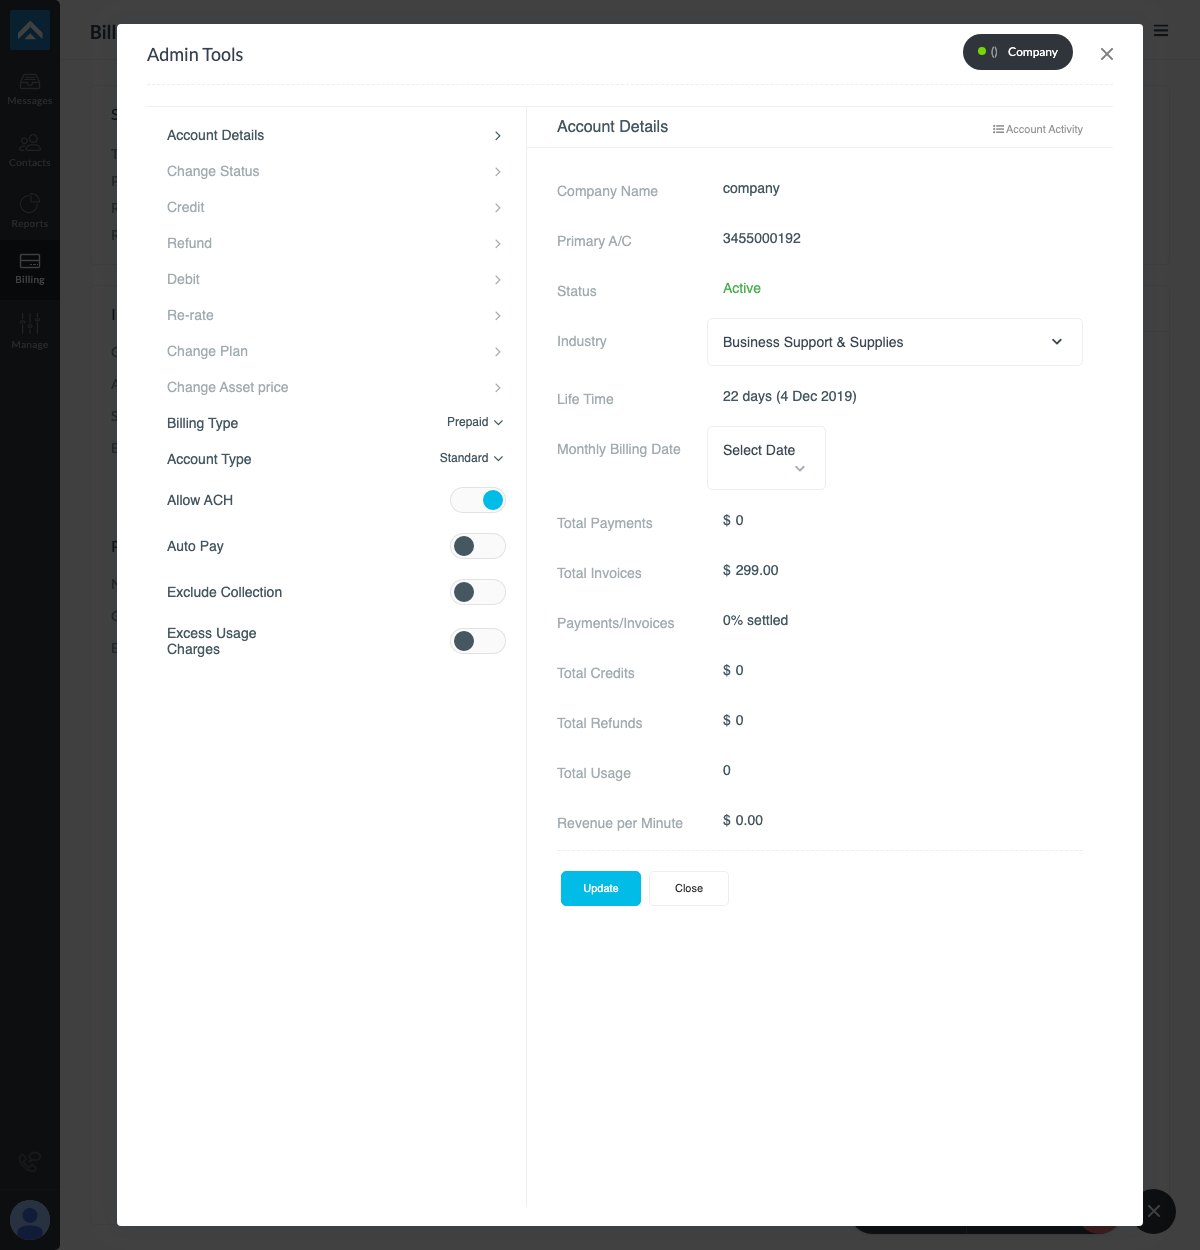 Bill
Messages
Contacts
Reports
Billing
Manage
Admin Tools
() Company
Account Details
Change Status
Credit
Refund
Debit
Re-rate
Change Plan
Change Asset price
Billing Type Prepaid
Account Type Standard
Allow ACH
Auto Pay
Exclude Collection
Excess Usage
Charges
Account Details
Account Activity
Company Name company
Primary A/C 3455000192
Status Active
Industry Business Support & Supplies
Life Time 22 days (4 Dec 2019)
Monthly Billing Date Select Date
Total Payments $ 0
Total Invoices $ 299.00
Payments/Invoices 0% settled
Total Credits $ 0
Total Refunds $ 0
Total Usage 0
Revenue per Minute $ 0.00
Update Close